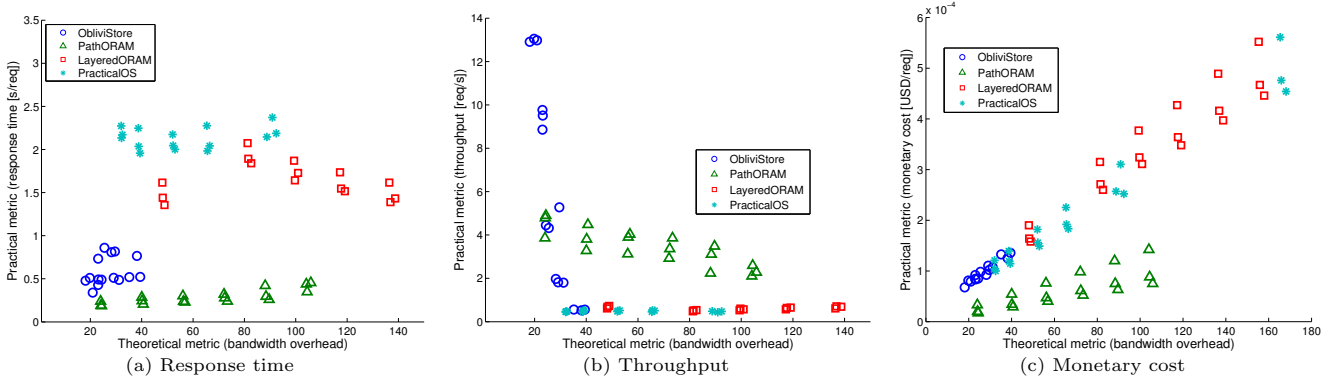 3.5
3
2.5
2
1.5
1
0.5
0
20 40 60 80 100 120 140
Practical metric (response time [s/req])
Theoretical metric (bandwidth overhead)
ObliviStore
PathORAM
LayeredORAM
PracticalOS
(a) Response time
14
12
10
8
6
4
2
0
0 20 40 60 80 100 120 140
Practical metric (throughput [req/s])
Theoretical metric (bandwidth overhead)
ObliviStore
PathORAM
LayeredORAM
PracticalOS
(b) Throughput
x 10⁻⁴
6
5
4
3
2
1
0
0 20 40 60 80 100 120 140 160 180
Practical metric (monetary cost [USD/req])
Theoretical metric (bandwidth overhead)
ObliviStore
PathORAM
LayeredORAM
PracticalOS
(c) Monetary cost